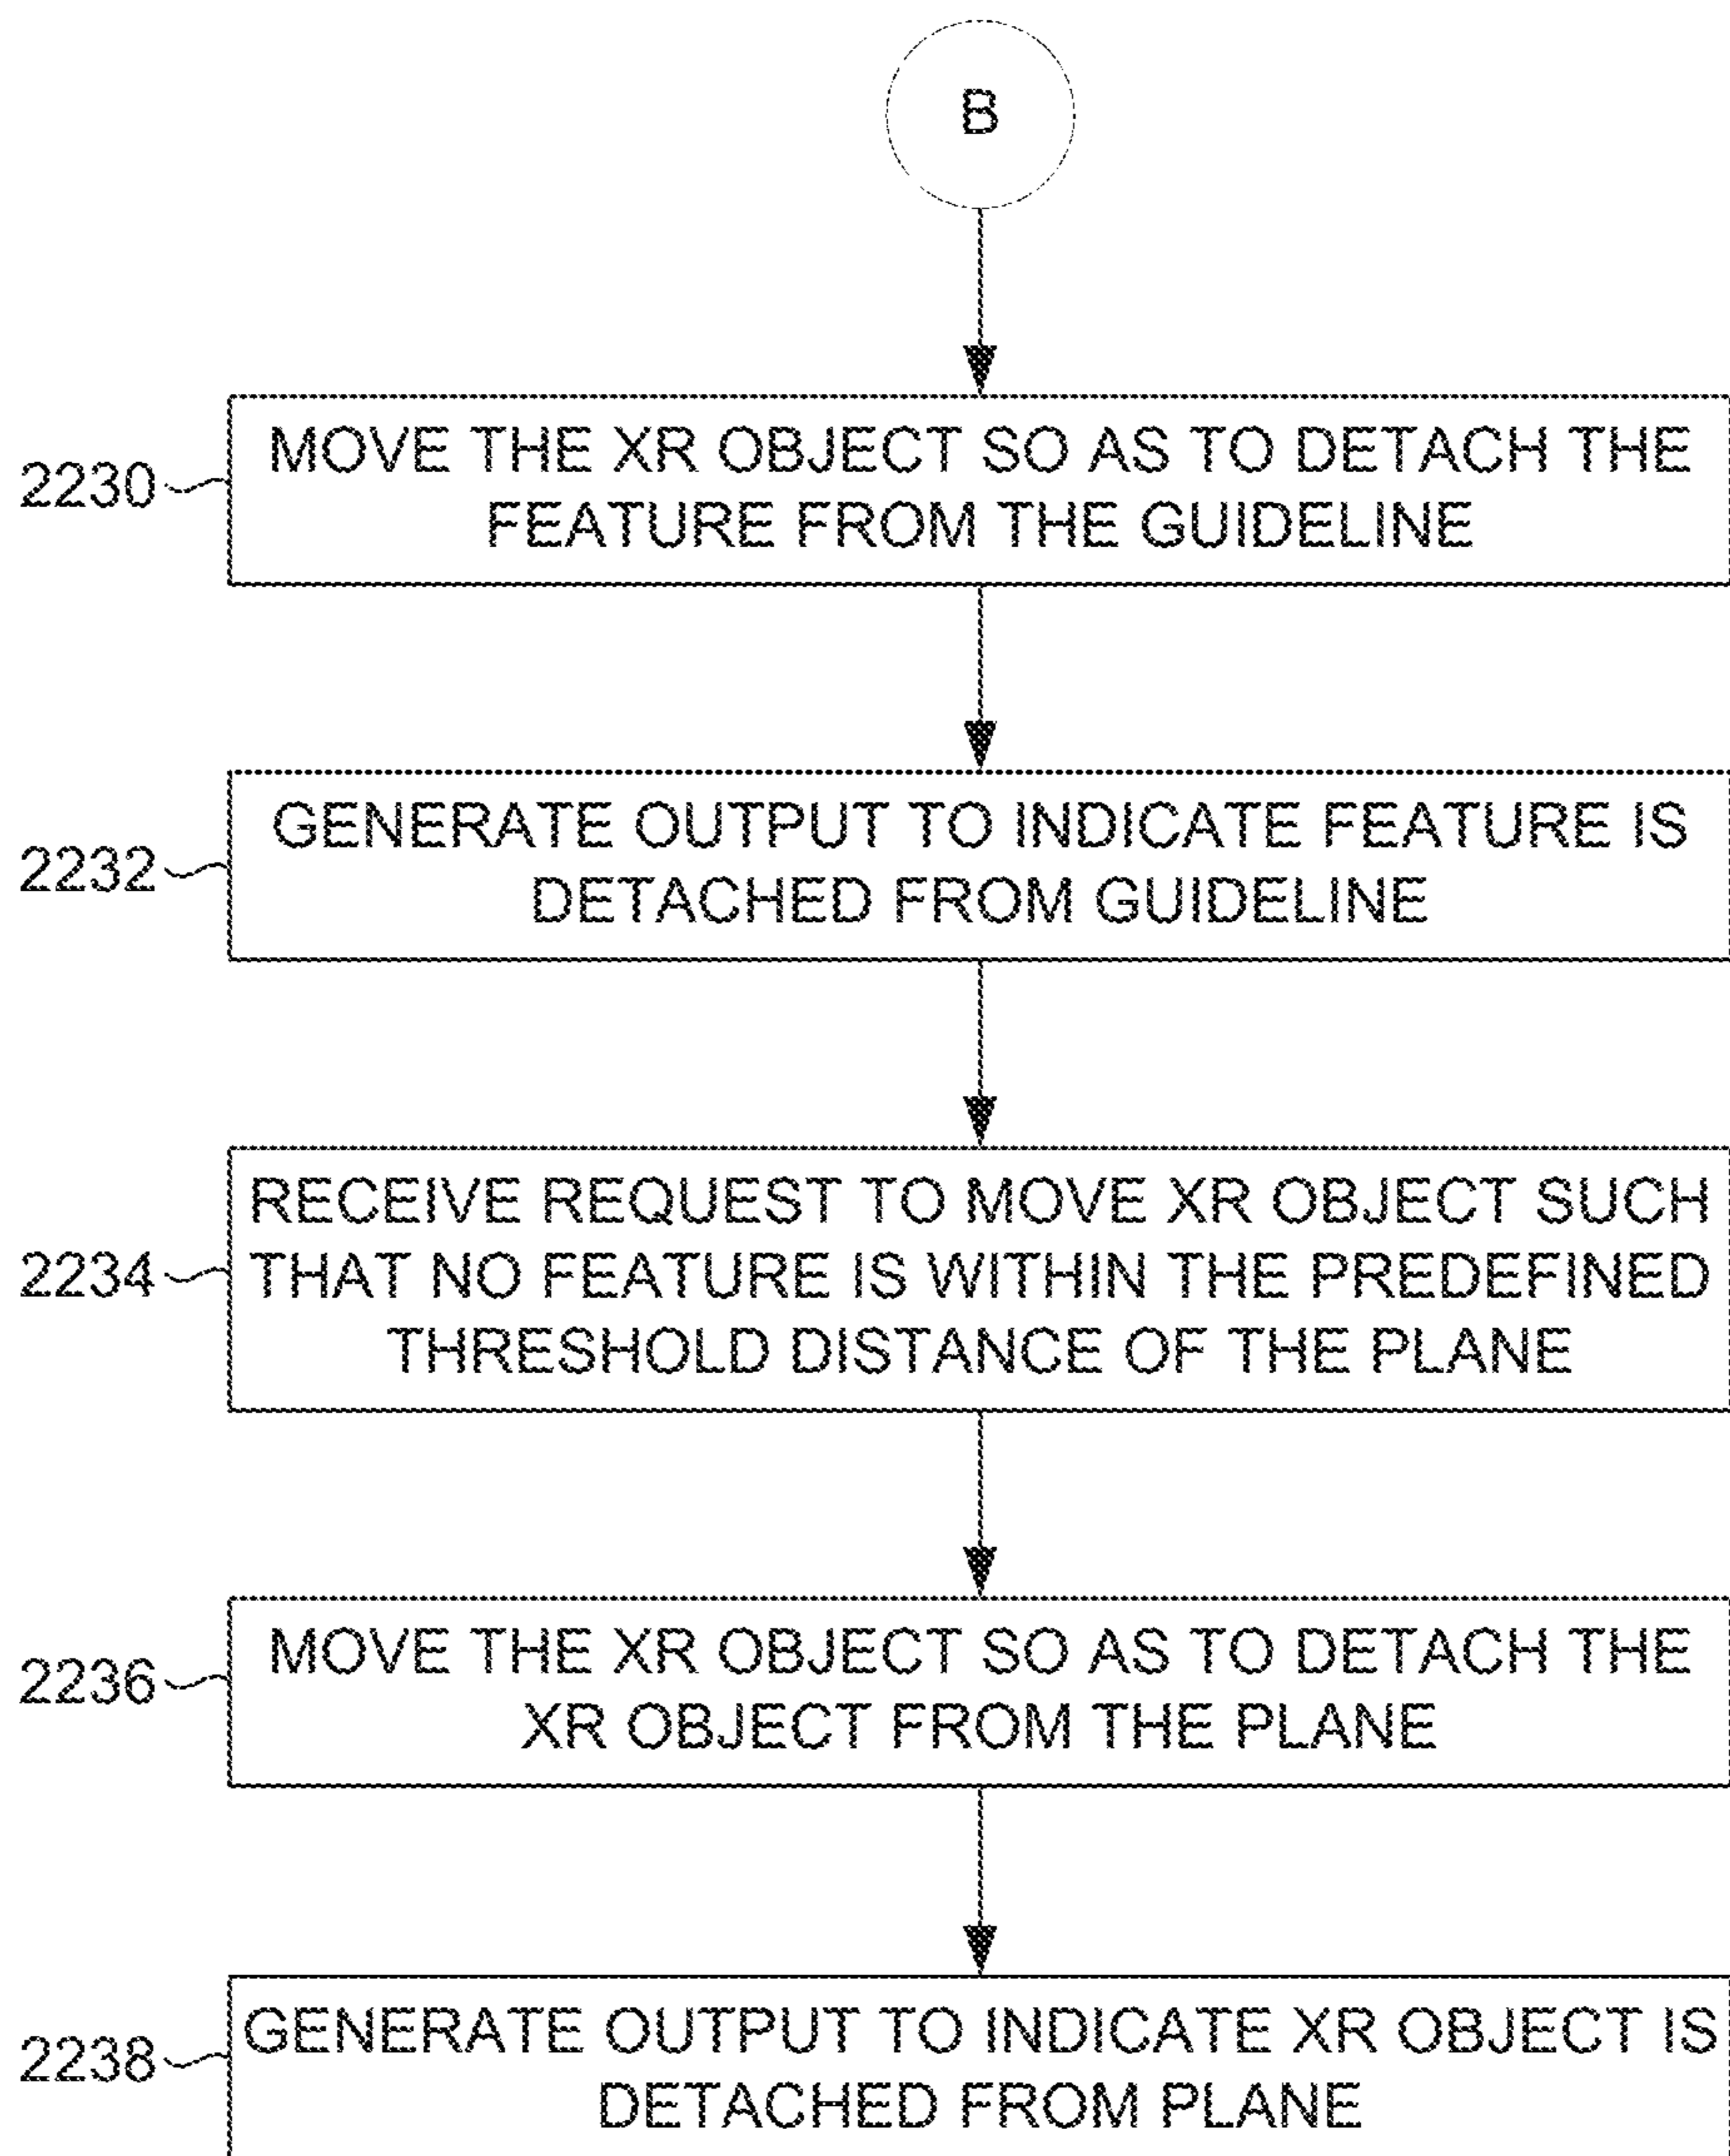 B
2230
MOVE THE XR OBJECT SO AS TO DETACH THE
FEATURE FROM THE GUIDELINE
2232
GENERATE OUTPUT TO INDICATE FEATURE IS
DETACHED FROM GUIDELINE
2234
RECEIVE REQUEST TO MOVE XR OBJECT SUCH
THAT NO FEATURE IS WITHIN THE PREDEFINED
THRESHOLD DISTANCE OF THE PLANE
2236
MOVE THE XR OBJECT SO AS TO DETACH THE
XR OBJECT FROM THE PLANE
2238
GENERATE OUTPUT TO INDICATE XR OBJECT IS
DETACHED FROM PLANE